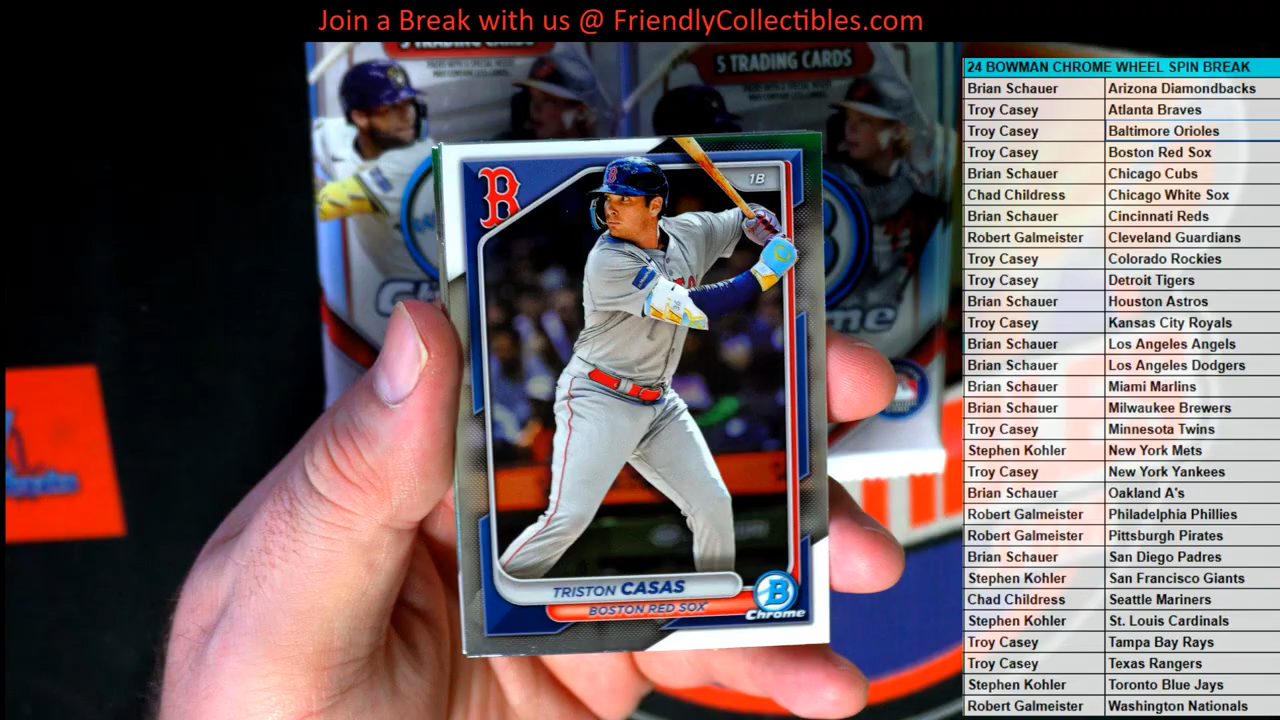 Join a Break with us @ FriendlyCollectibles.com
5 TRADING CARDS
5 TRADING CARDS
B
1B
B
TRISTON CASAS
BOSTON RED SOX
B
Chrome
24 BOWMAN CHROME WHEEL SPIN BREAK
Brian Schauer Arizona Diamondbacks
Troy Casey Atlanta Braves
Troy Casey Baltimore Orioles
Troy Casey Boston Red Sox
Brian Schauer Chicago Cubs
Chad Childress Chicago White Sox
Brian Schauer Cincinnati Reds
Robert Galmeister Cleveland Guardians
Troy Casey Colorado Rockies
Troy Casey Detroit Tigers
Brian Schauer Houston Astros
Troy Casey Kansas City Royals
Brian Schauer Los Angeles Angels
Brian Schauer Los Angeles Dodgers
Brian Schauer Miami Marlins
Brian Schauer Milwaukee Brewers
Troy Casey Minnesota Twins
Stephen Kohler New York Mets
Troy Casey New York Yankees
Brian Schauer Oakland A's
Robert Galmeister Philadelphia Phillies
Robert Galmeister Pittsburgh Pirates
Brian Schauer San Diego Padres
Stephen Kohler San Francisco Giants
Chad Childress Seattle Mariners
Stephen Kohler St. Louis Cardinals
Troy Casey Tampa Bay Rays
Troy Casey Texas Rangers
Stephen Kohler Toronto Blue Jays
Robert Galmeister Washington Nationals